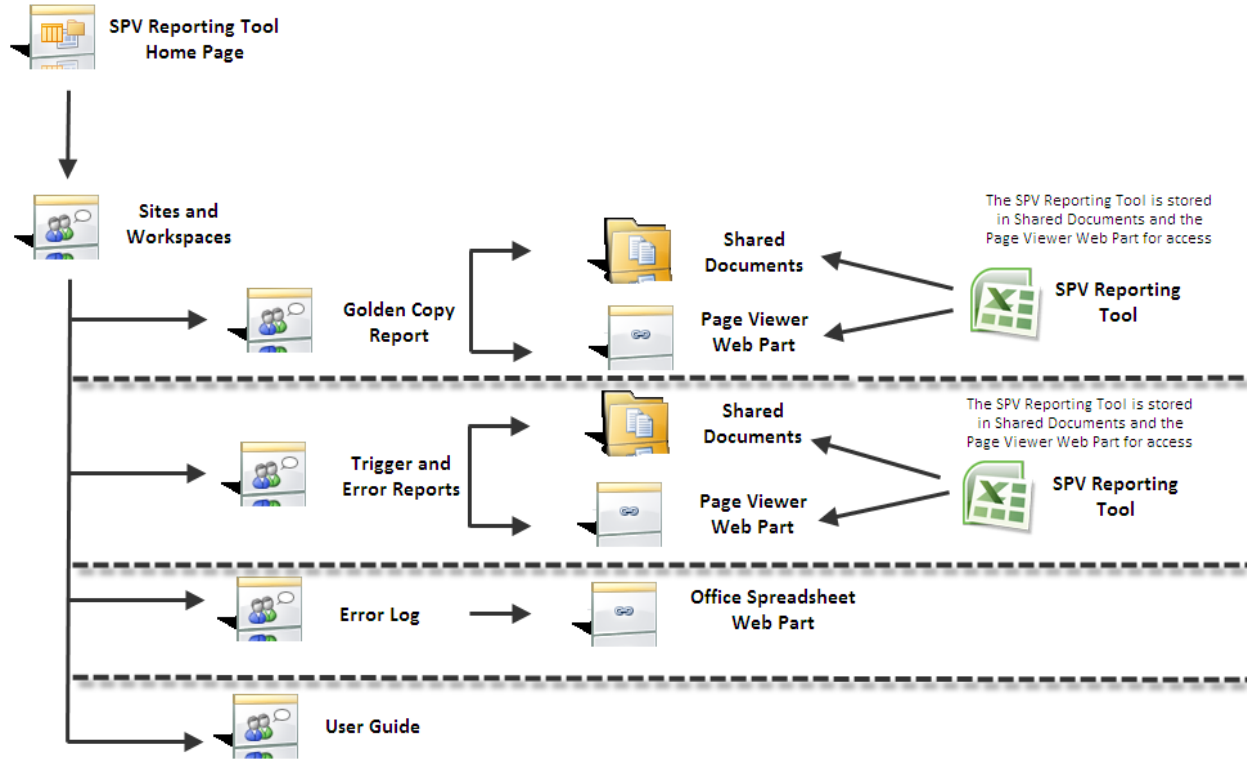 SPV Reporting Tool
Home Page
Sites and
Workspaces
The SPV Reporting Tool is stored
in Shared Documents and the
Page Viewer Web Part for access
Shared
Documents
SPV Reporting
Tool
Golden Copy
Report
Page Viewer
Web Part
The SPV Reporting Tool is stored
in Shared Documents and the
Page Viewer Web Part for access
Shared
Documents
Trigger and
Error Reports
SPV Reporting
Tool
Page Viewer
Web Part
Error Log
Office Spreadsheet
Web Part
User Guide